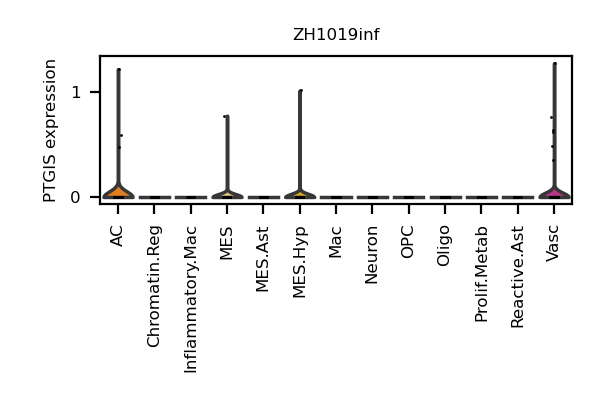 ZH1019inf
PTGIS expression
1
0
AC
Chromatin.Reg
Inflammatory.Mac
MES
MES.Ast
MES.Hyp
Mac
Neuron
OPC
Oligo
Prolif.Metab
Reactive.Ast
Vasc